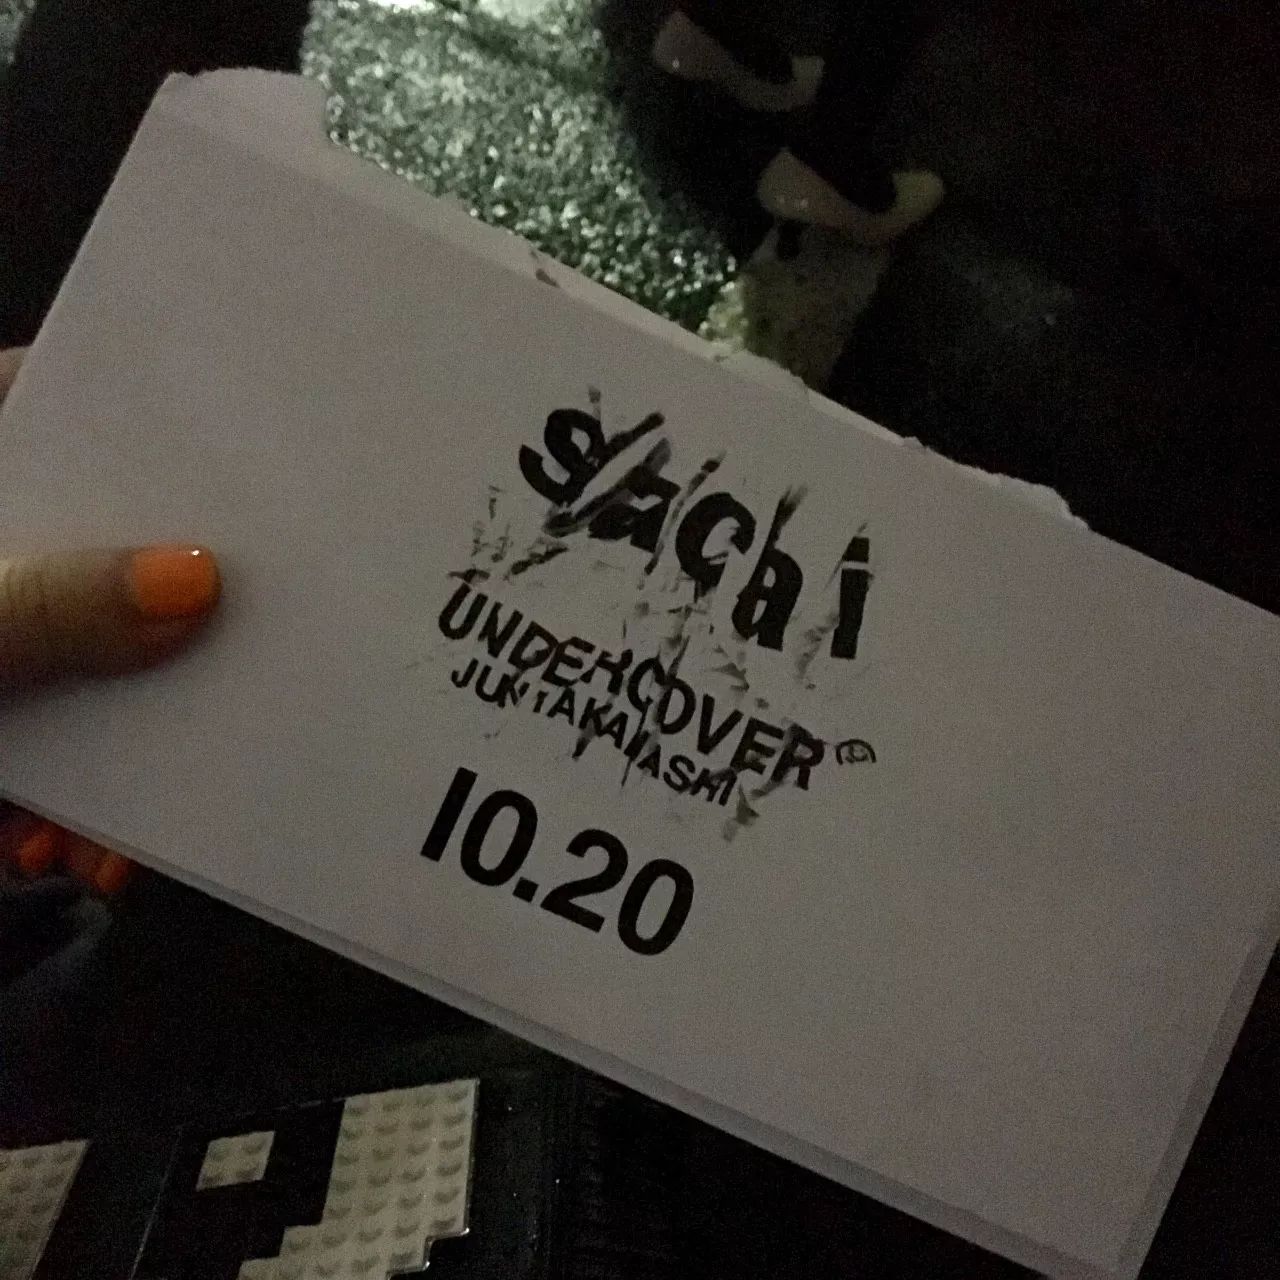 sacai
UNDERCOVER
JUN TAKAHASHI
10.20